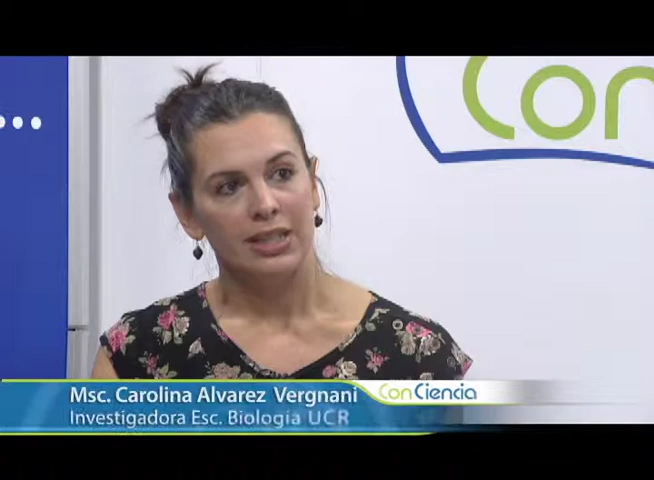 Con
Msc. Carolina Alvarez Vergnani
ConCiencia
Investigadora Esc. Biología UCR